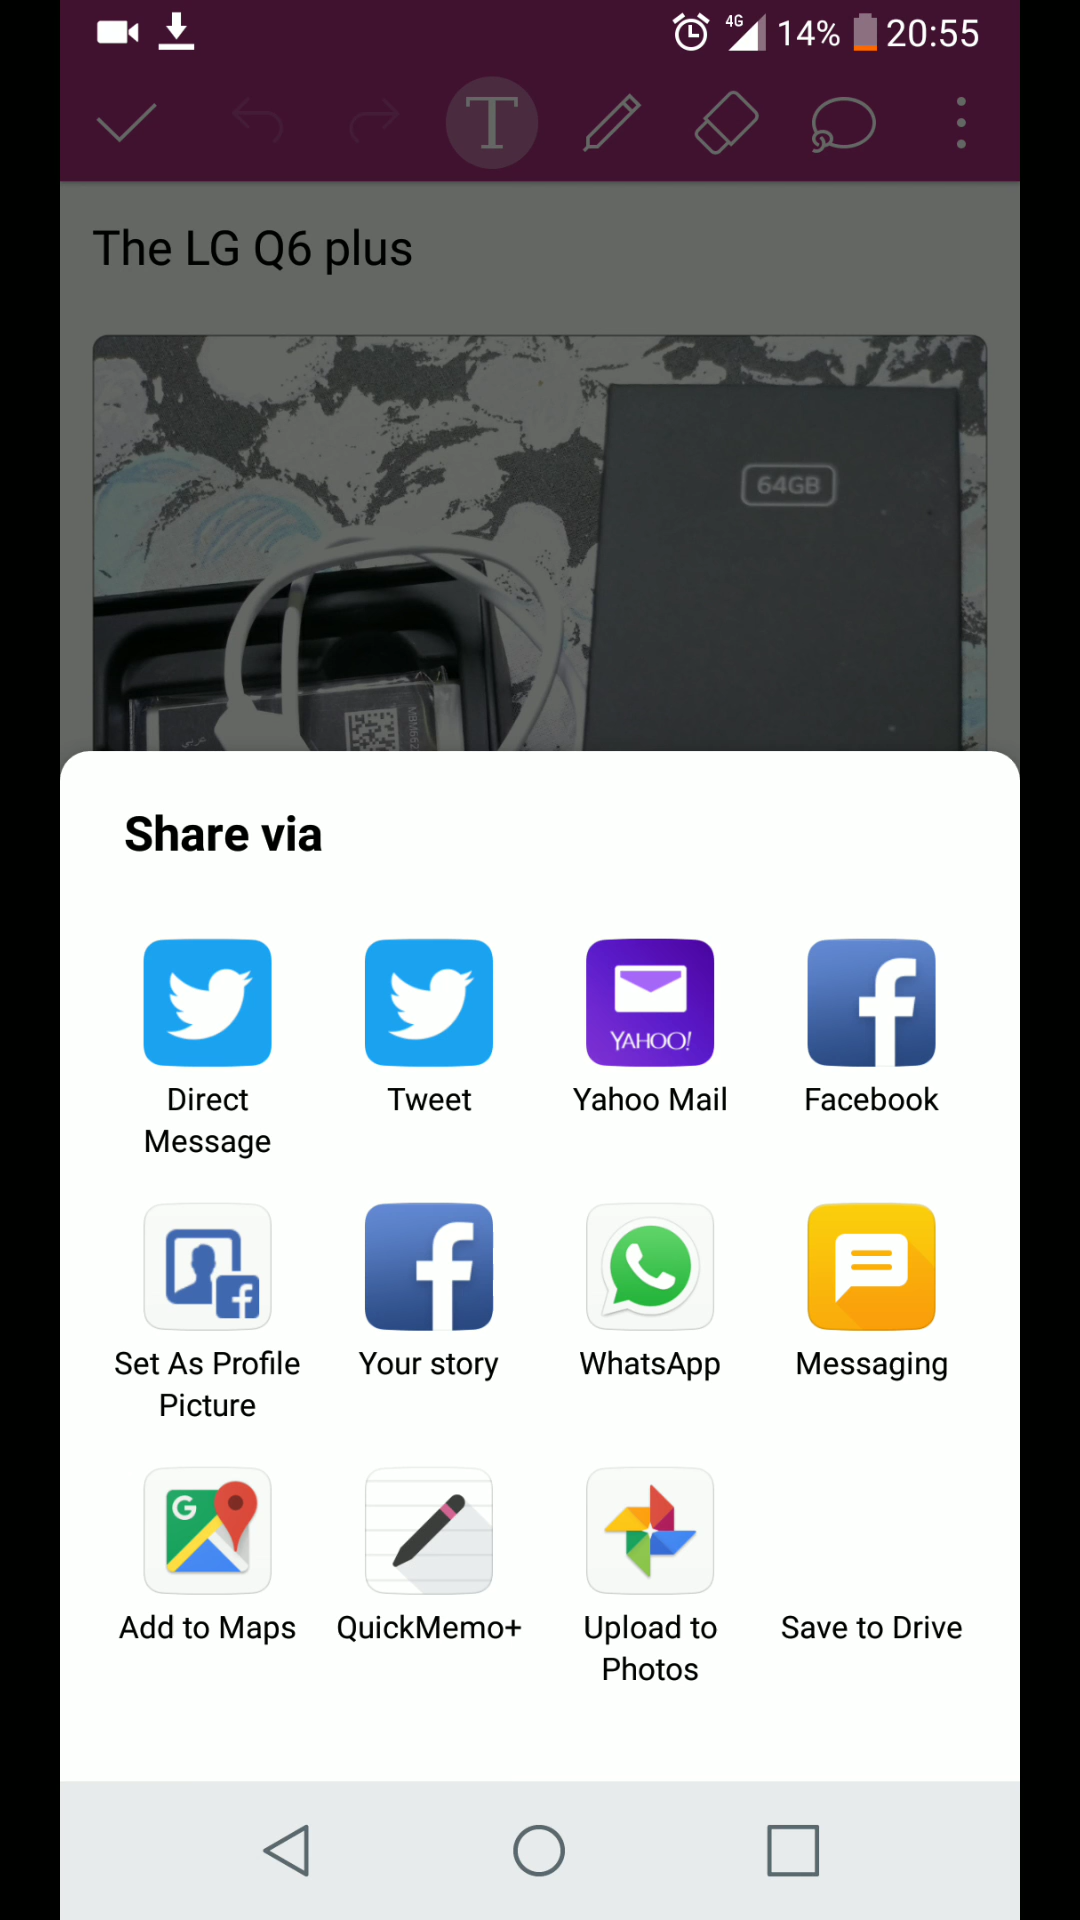 4G 14% 20:55
T
The LG Q6 plus
64GB
عربي
Share via
YAHOO!
Direct Message
Tweet
Yahoo Mail
Facebook
Set As Profile Picture
Your story
WhatsApp
Messaging
G
Add to Maps
QuickMemo+
Upload to Photos
Save to Drive